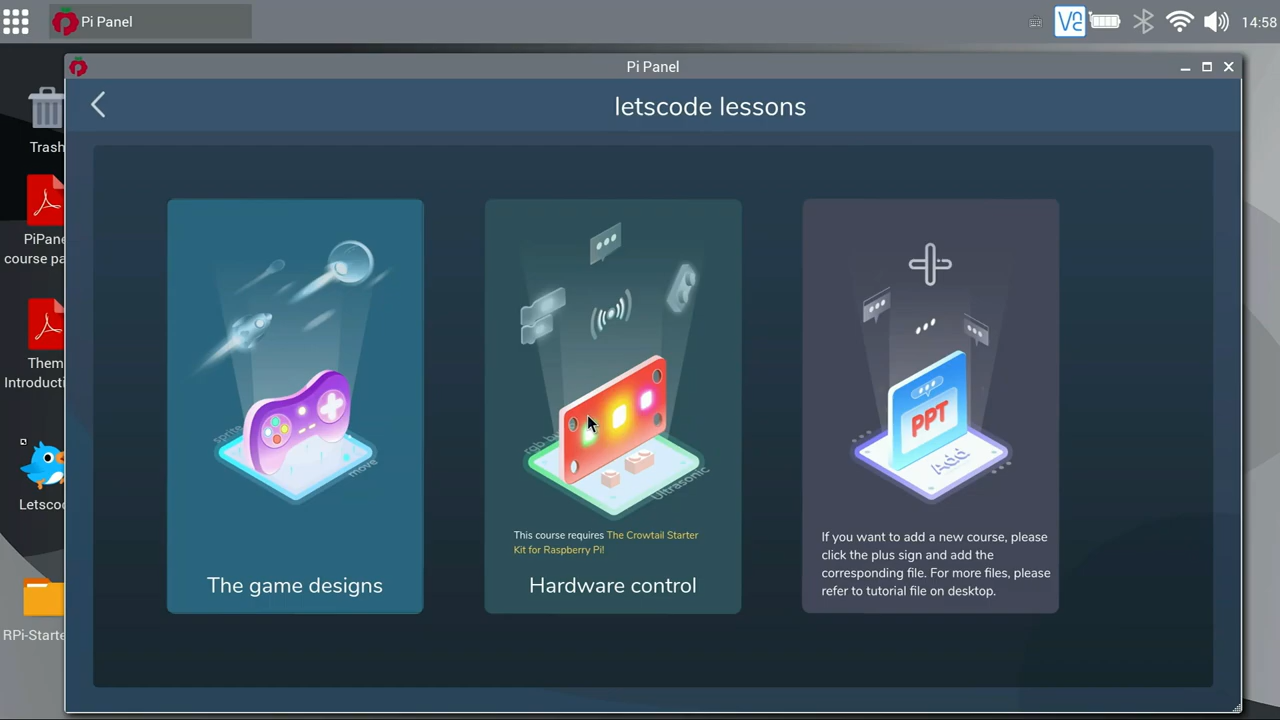 Pi Panel
14:58
Pi Panel
letscode lessons
Trash
PiPane
course pa
Them
Introducti
Letsco
RPi-Starte
sprite
move
The game designs
Ultrasonic
This course requires The Crowtail Starter
Kit for Raspberry Pi!
Hardware control
PPT
Add
If you want to add a new course, please
click the plus sign and add the
corresponding file. For more files, please
refer to tutorial file on desktop.